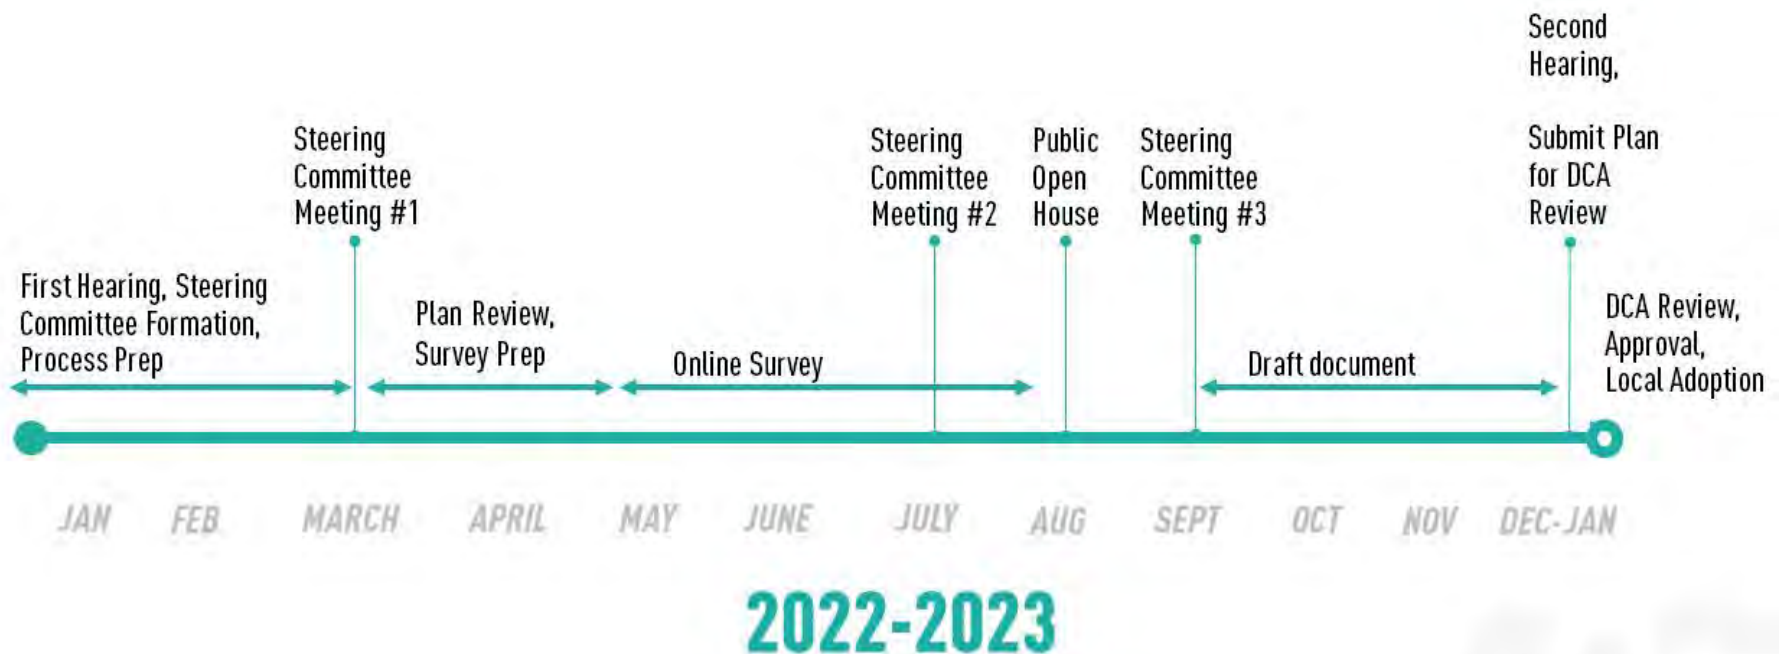 Second
Hearing,
Submit Plan
for DCA
Review
Steering
Committee
Meeting #1
Steering
Committee
Meeting #2
Public
Open
House
Steering
Committee
Meeting #3
First Hearing, Steering
Committee Formation,
Process Prep
Plan Review,
Survey Prep
Online Survey
Draft document
DCA Review,
Approval,
Local Adoption
JAN FEB MARCH APRIL MAY JUNE JULY AUG SEPT OCT NOV DEC-JAN
2022-2023